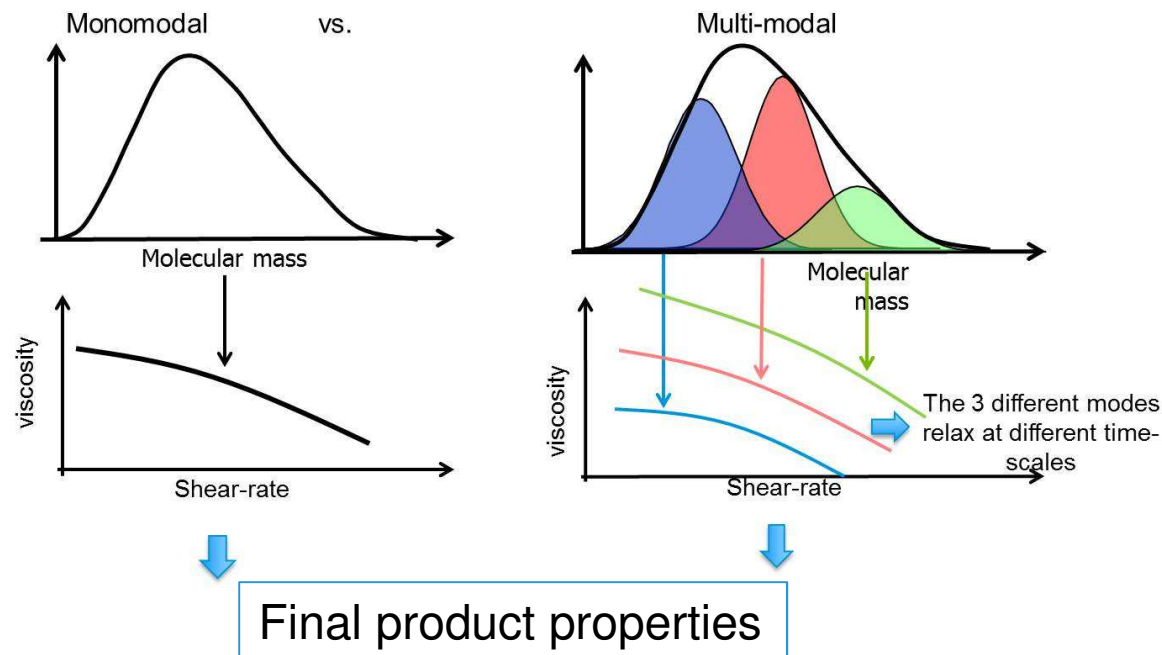 Monomodal vs. Multi-modal
Molecular mass
viscosity
Shear-rate
Molecular
mass
viscosity
Shear-rate
The 3 different modes
relax at different time-
scales
Final product properties